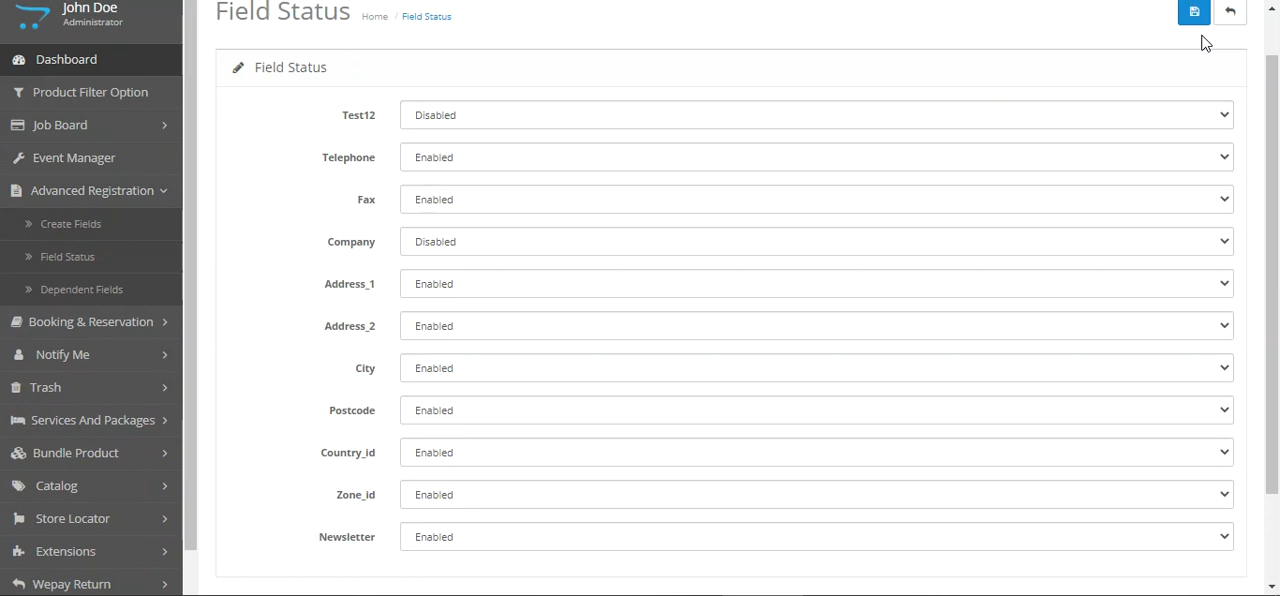 John Doe
Administrator
Dashboard
Product Filter Option
Job Board
Event Manager
Advanced Registration
Create Fields
Field Status
Dependent Fields
Booking & Reservation
Notify Me
Trash
Services And Packages
Bundle Product
Catalog
Store Locator
Extensions
Wepay Return
Field Status Home / Field Status
Field Status
Test12 Disabled
Telephone Enabled
Fax Enabled
Company Disabled
Address_1 Enabled
Address_2 Enabled
City Enabled
Postcode Enabled
Country_id Enabled
Zone_id Enabled
Newsletter Enabled